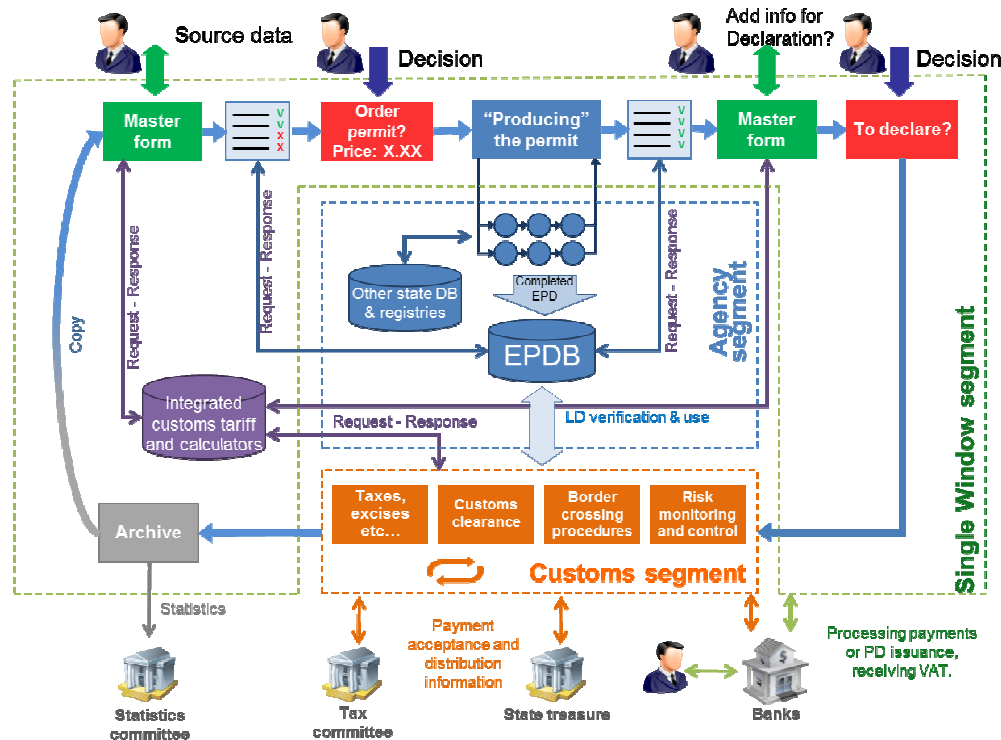 Source data
Decision
Add info for
Declaration?
Decision
Master
form
V
V
X
X
Order
permit?
Price: X.XX
“Producing”
the permit
V
V
V
V
Master
form
To declare?
Request - Response
Request - Response
Request - Response
Other state DB
& registries
Completed
EPD
EPDB
Agency
segment
Single Window segment
Copy
Integrated
customs tariff
and calculators
Request - Response
LD verification & use
Taxes,
excises
etc…
Customs
clearance
Border
crossing
procedures
Risk
monitoring
and control
Customs segment
Archive
Statistics
Payment
acceptance and
distribution
information
Processing payments
or PD issuance,
receiving VAT.
$
Statistics
committee
Tax
committee
State treasure
Banks